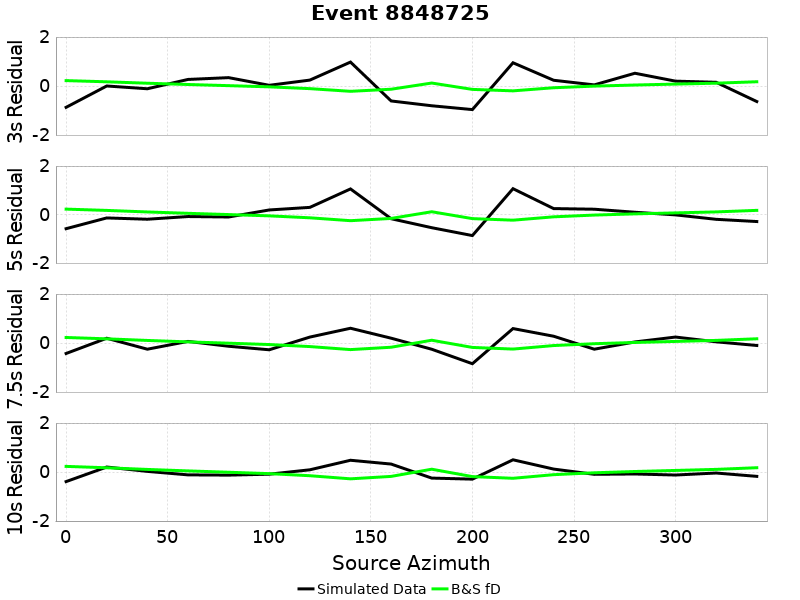 Event 8848725
3s Residual
2
0
-2
5s Residual
2
0
-2
7.5s Residual
2
0
-2
10s Residual
2
0
-2
0 50 100 150 200 250 300
Source Azimuth
Simulated Data B&S fD